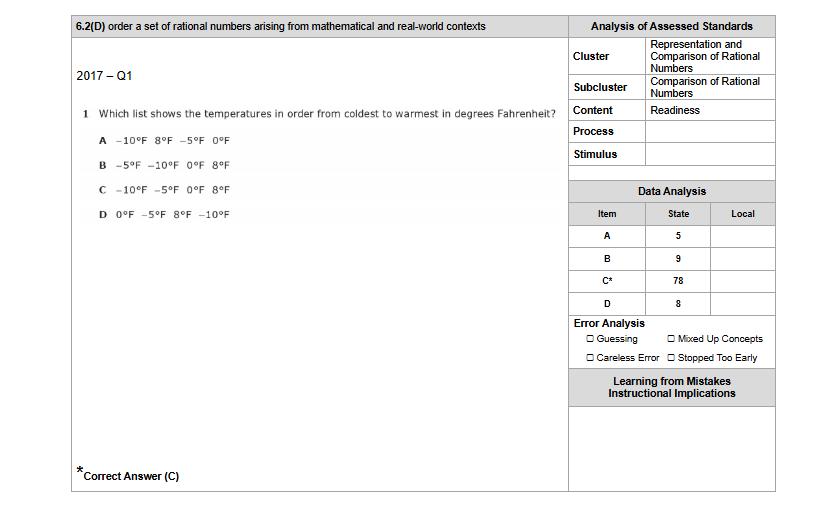 6.2(D) order a set of rational numbers arising from mathematical and real-world contexts
2017 – Q1
1 Which list shows the temperatures in order from coldest to warmest in degrees Fahrenheit?
A −10°F 8°F −5°F 0°F
B −5°F −10°F 0°F 8°F
C −10°F −5°F 0°F 8°F
D 0°F −5°F 8°F −10°F
*Correct Answer (C)
Analysis of Assessed Standards
Cluster
Representation and
Comparison of Rational
Numbers
Subcluster
Comparison of Rational
Numbers
Content Readiness
Process
Stimulus
Data Analysis
Item State Local
A 5
B 9
C* 78
D 8
Error Analysis
☐ Guessing ☐ Mixed Up Concepts
☐ Careless Error ☐ Stopped Too Early
Learning from Mistakes
Instructional Implications